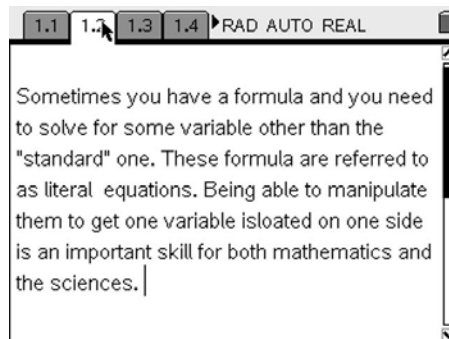 1.1 1.2 1.3 1.4 RAD AUTO REAL
Sometimes you have a formula and you need
to solve for some variable other than the
"standard" one. These formula are referred to
as literal  equations. Being able to manipulate
them to get one variable isloated on one side
is an important skill for both mathematics and
the sciences.